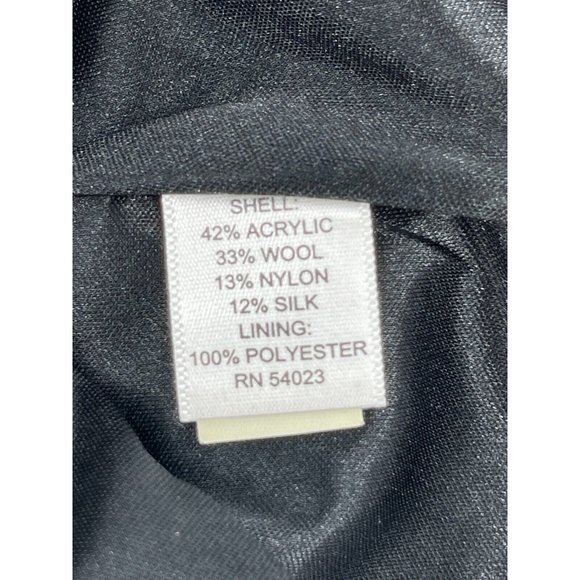 SHELL:
42% ACRYLIC
33% WOOL
13% NYLON
12% SILK
LINING:
100% POLYESTER
RN 54023